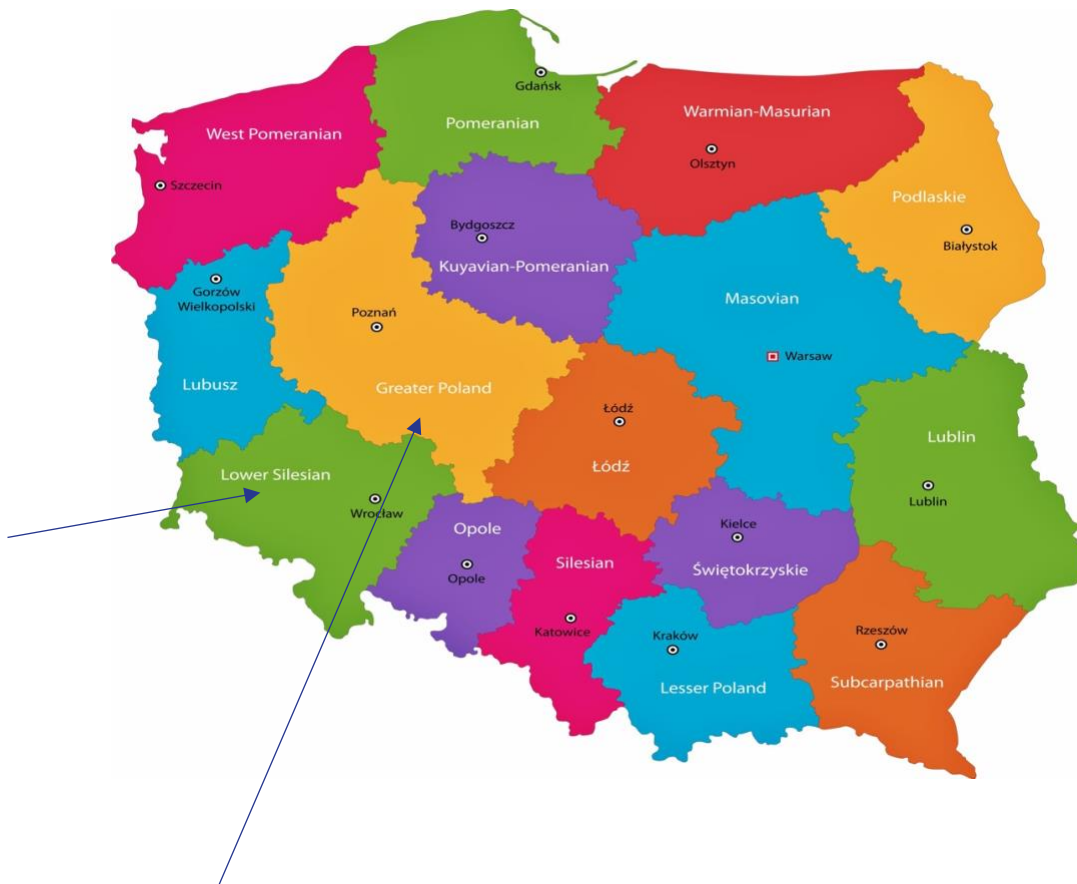 Gdańsk
Pomeranian
West Pomeranian
Szczecin
Warmian-Masurian
Olsztyn
Podlaskie
Białystok
Bydgoszcz
Kuyavian-Pomeranian
Gorzów
Wielkopolski
Lubusz
Poznań
Greater Poland
Masovian
Warsaw
Łódź
Łódź
Lublin
Lublin
Lower Silesian
Wrocław
Opole
Opole
Silesian
Katowice
Kielce
Świętokrzyskie
Kraków
Lesser Poland
Rzeszów
Subcarpathian